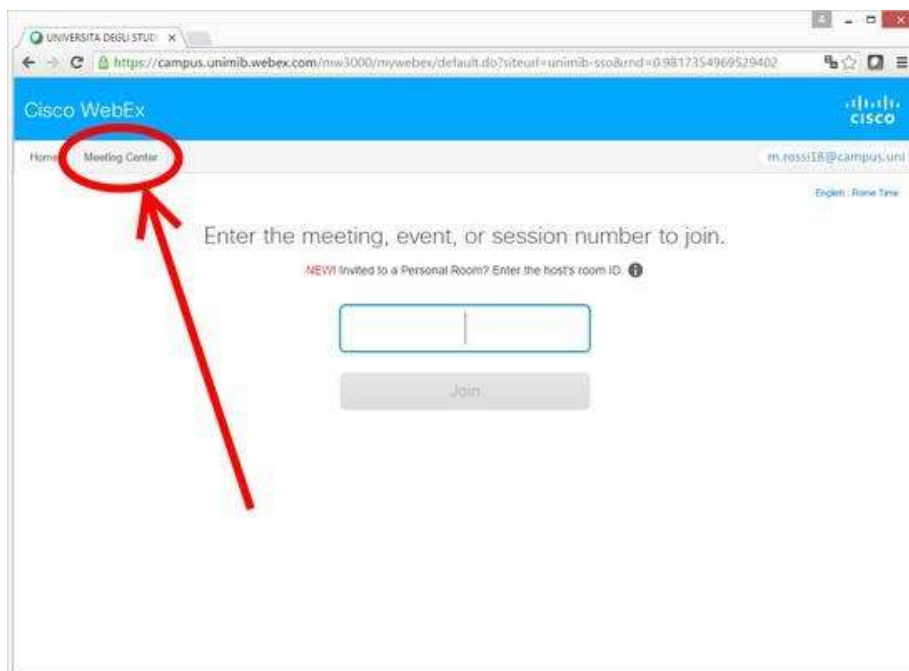 UNIVERSITÀ DEGLI STUD
https://campus.unimib.webex.com/mw3000/mywebex/default.do?siteurl=unimib-sso&rnd=0.9817354969529402
Cisco WebEx
CISCO
Home Meeting Center
m.rossi18@campus.uni
English : Rome Time
Enter the meeting, event, or session number to join.
NEW! Invited to a Personal Room? Enter the host's room ID.
Join